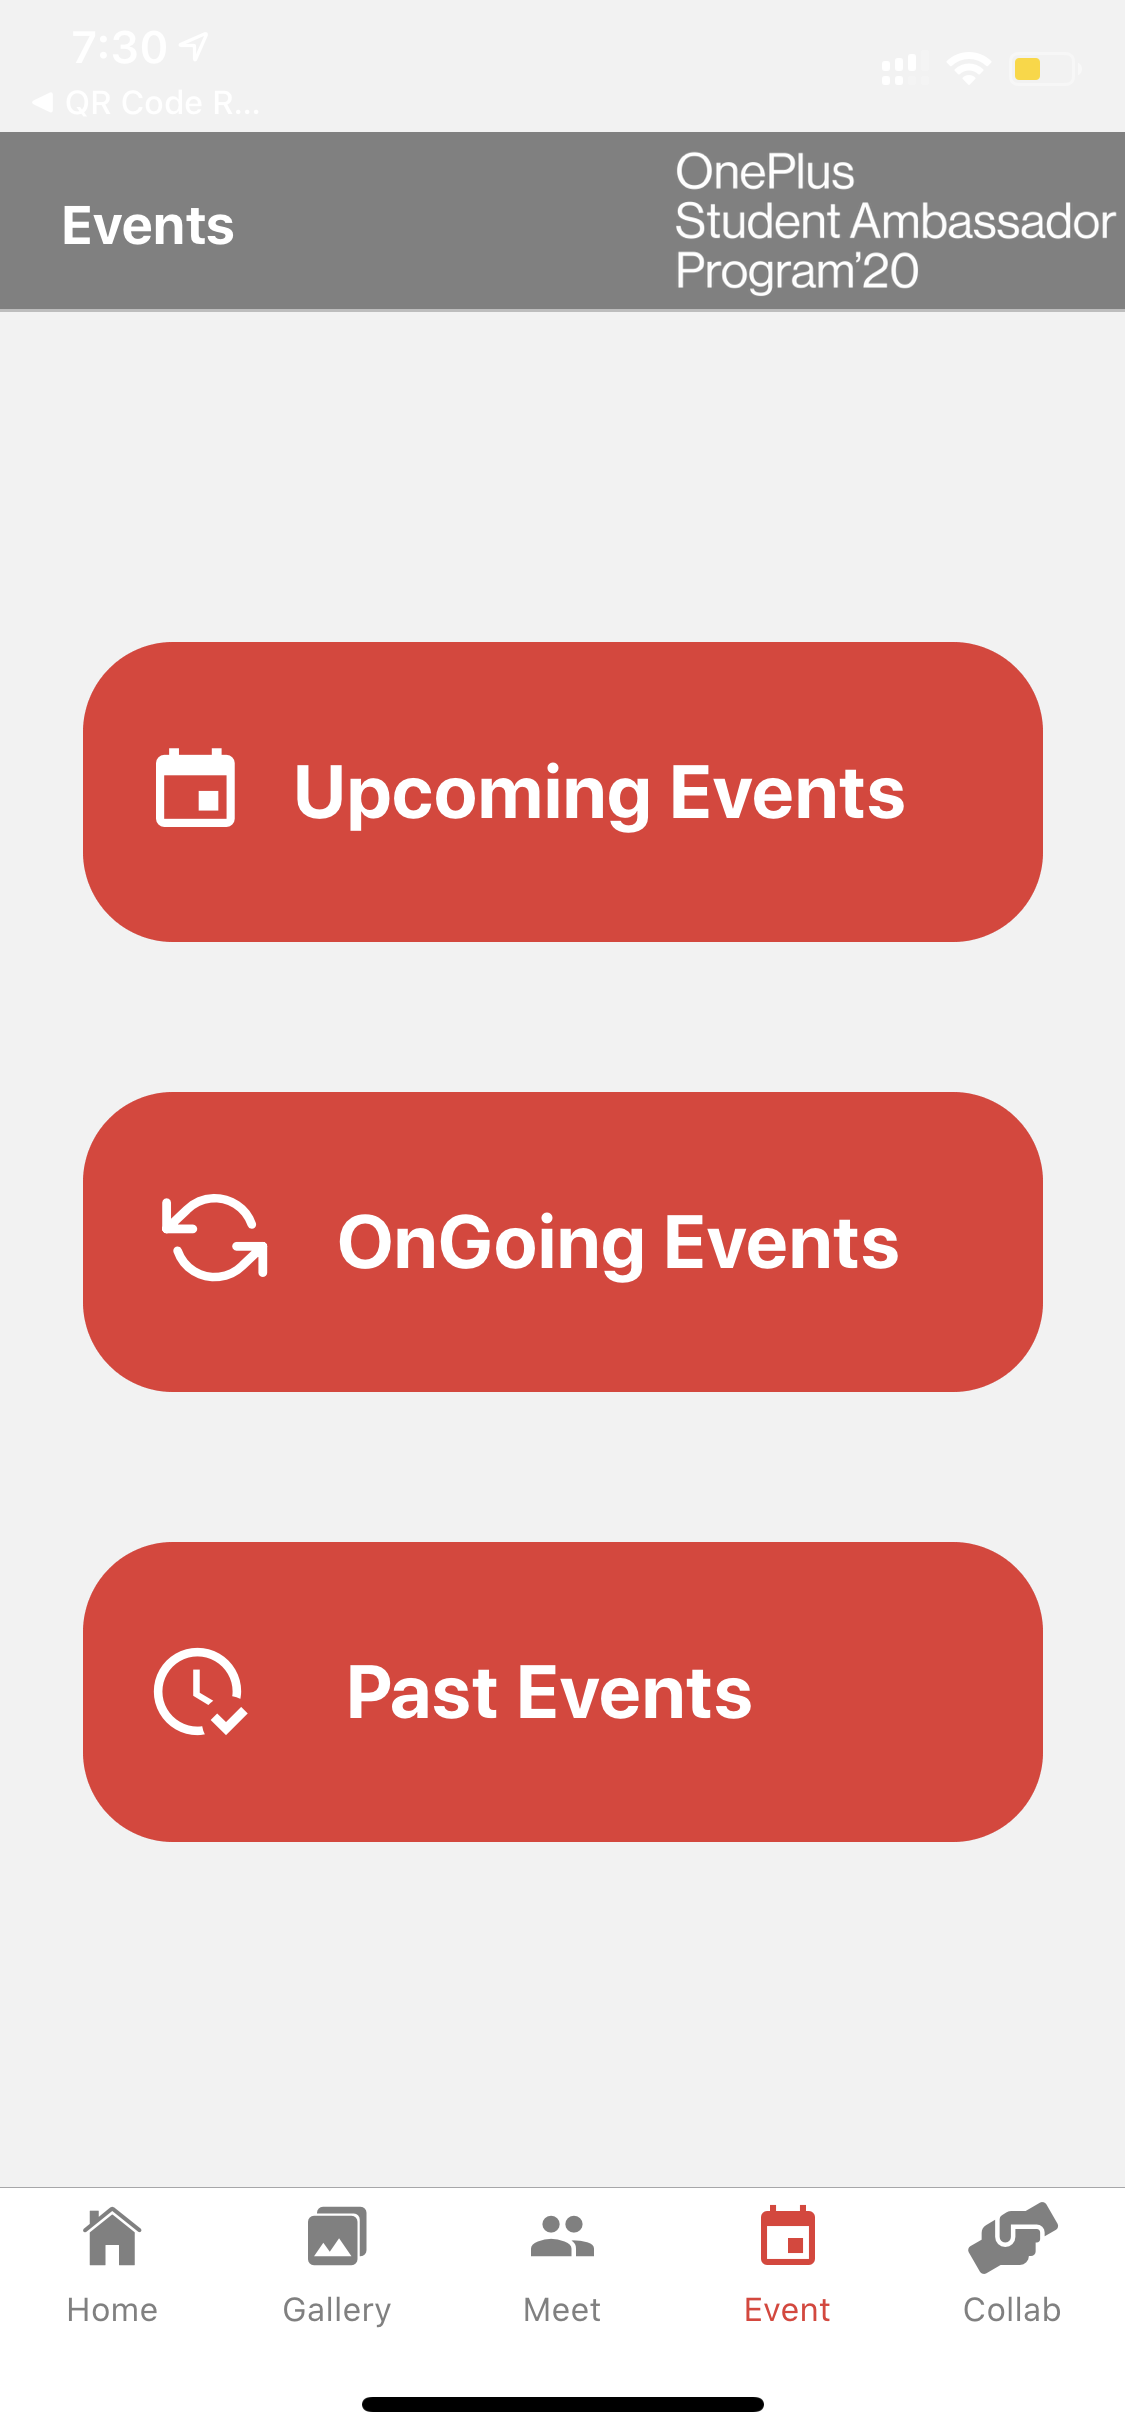 7:30
QR Code R...
Events
OnePlus
Student Ambassador
Program'20
Upcoming Events
OnGoing Events
Past Events
Home
Gallery
Meet
Event
Collab